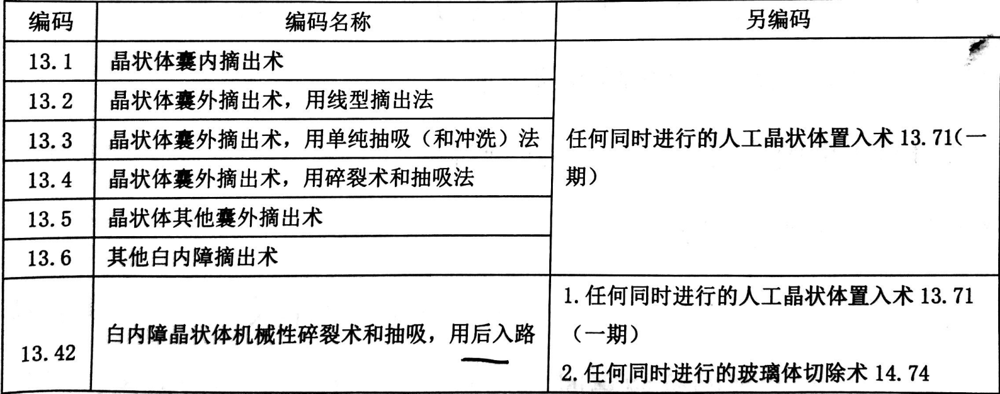 编码 编码名称 另编码
13.1 晶状体囊内摘出术
13.2 晶状体囊外摘出术，用线型摘出法
13.3 晶状体囊外摘出术，用单纯抽吸（和冲洗）法
任何同时进行的人工晶状体置入术 13.71(一
期）
13.4 晶状体囊外摘出术，用碎裂术和抽吸法
13.5 晶状体其他囊外摘出术
13.6 其他白内障摘出术
13.42 白内障晶状体机械性碎裂术和抽吸，用后入路
1.任何同时进行的人工晶状体置入术 13.71
（一期）
2.任何同时进行的玻璃体切除术 14.74